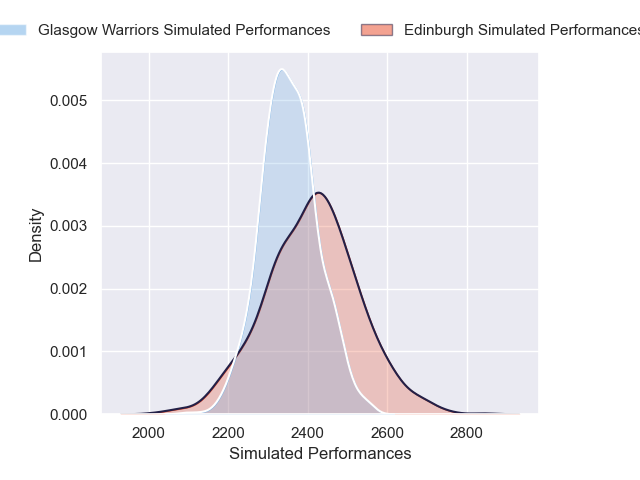 Glasgow Warriors Simulated Performances
Edinburgh Simulated Performances
0.005
0.004
0.003
0.002
0.001
0.000
Density
2000
2200
2400
2600
2800
Simulated Performances